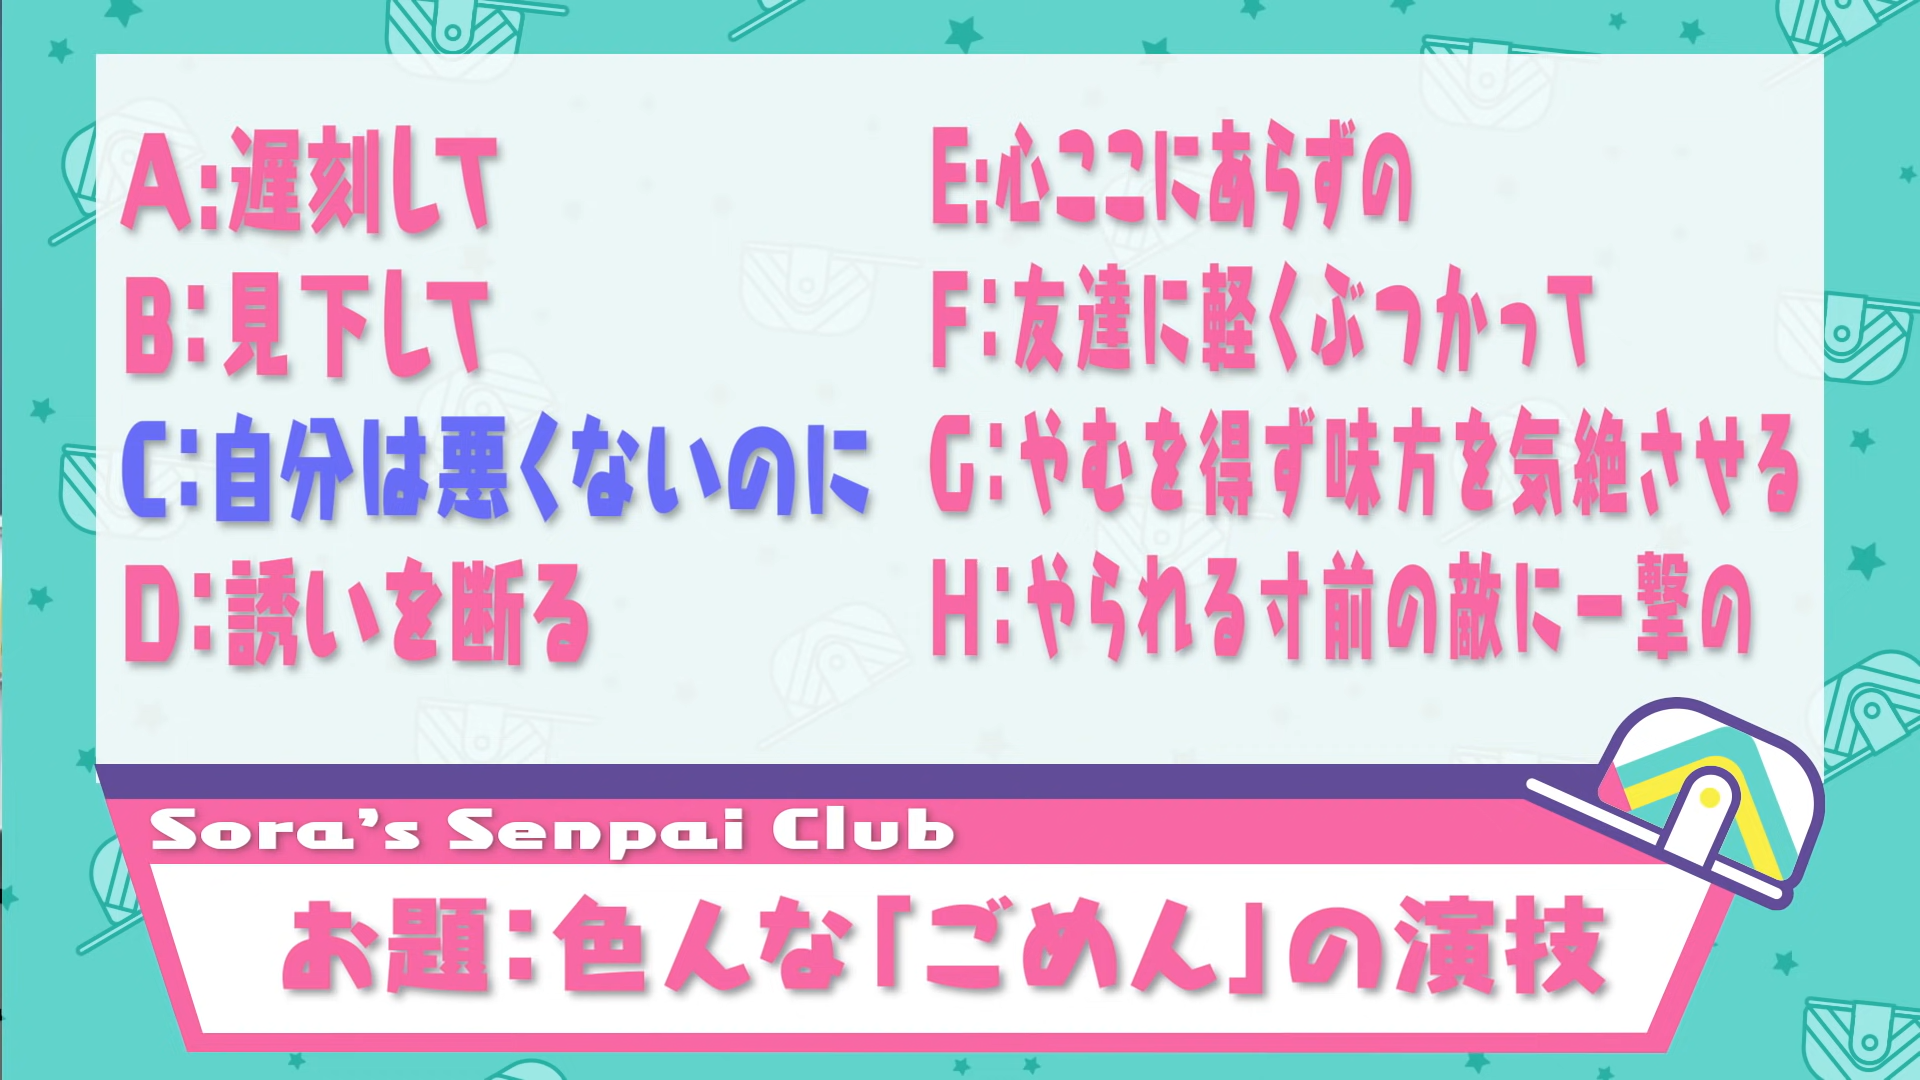 A:遅刻して
B:見下して
C:自分は悪くないのに
D:誘いを断る
E:心ここにあらずの
F:友達に軽くぶつかって
G:やむを得ず味方を気絶させる
H:やられる寸前の敵に一撃の
Sora's Senpai Club
お題:色んな「ごめん」の演技